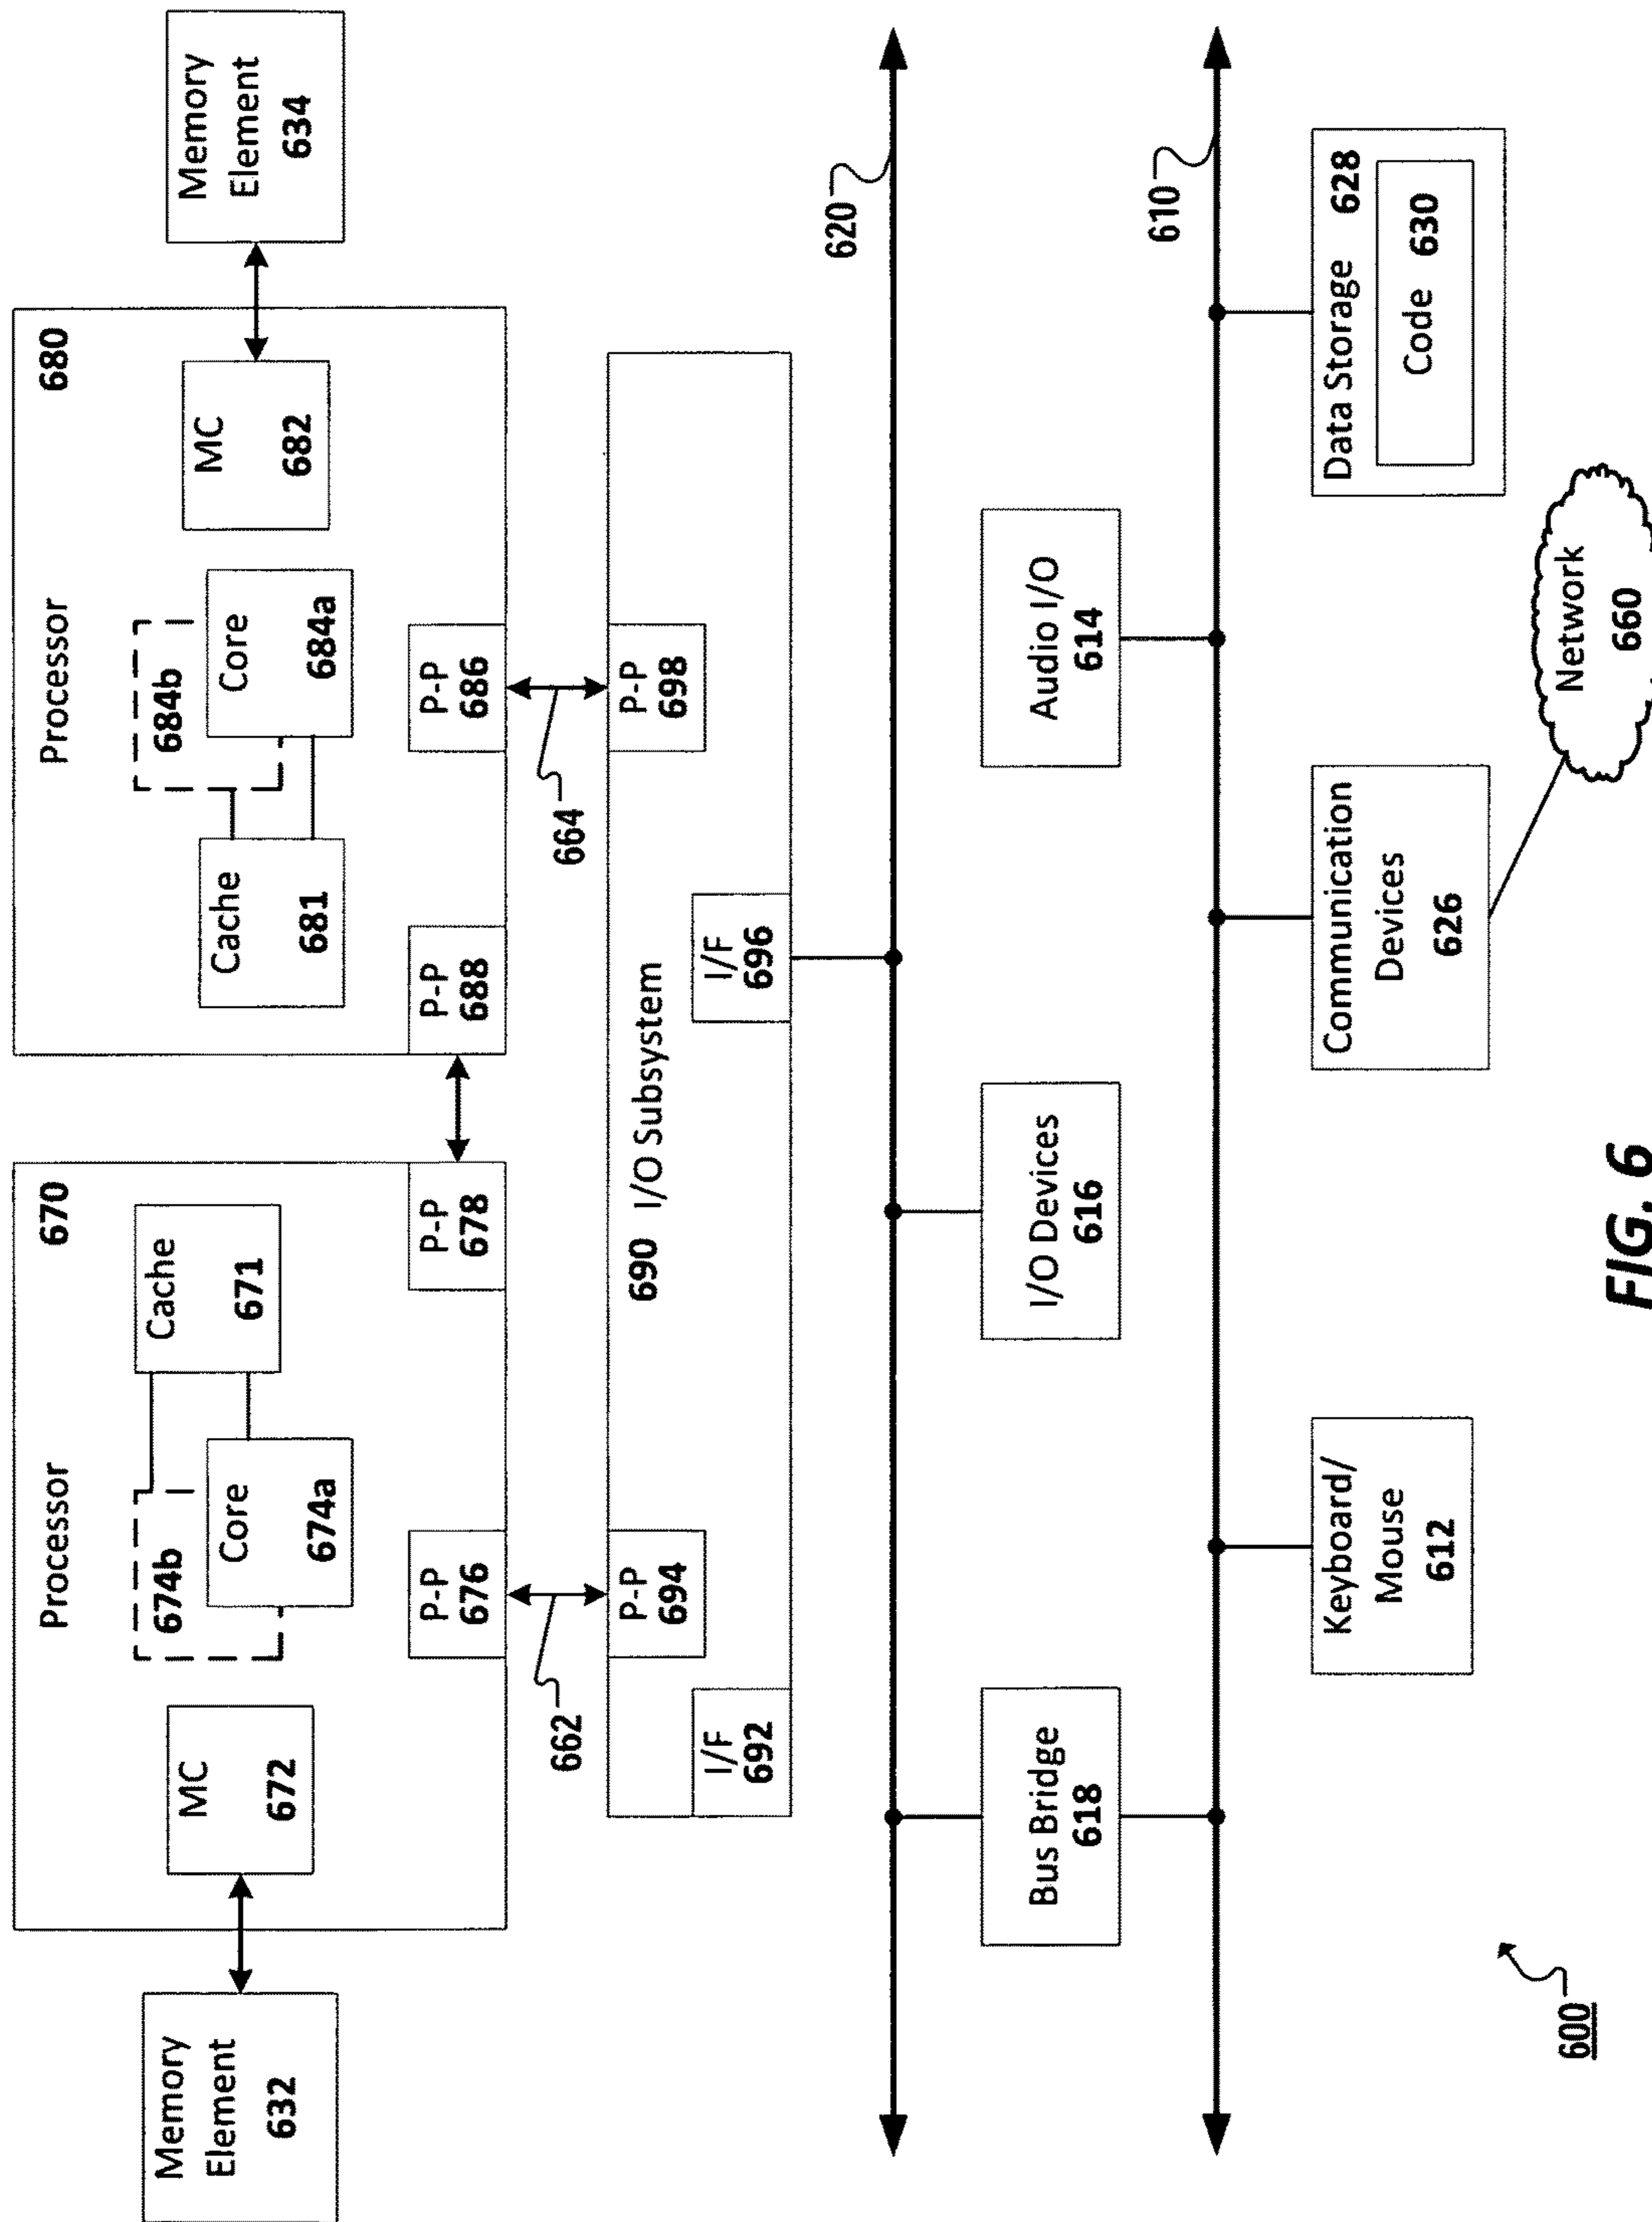 Memory
Element
632
Processor
670
MC
672
674b
Core
674a
Cache
671
P-P
676
P-P
678
Processor
680
Cache
681
684b
Core
684a
MC
682
P-P
688
P-P
686
Memory
Element
634
662
664
P-P
694
690 I/O Subsystem
P-P
698
I/F
692
I/F
696
620
Bus Bridge
618
I/O Devices
616
Audio I/O
614
610
Keyboard/
Mouse
612
Communication
Devices
626
Data Storage 628
Code 630
Network
660
600
FIG. 6